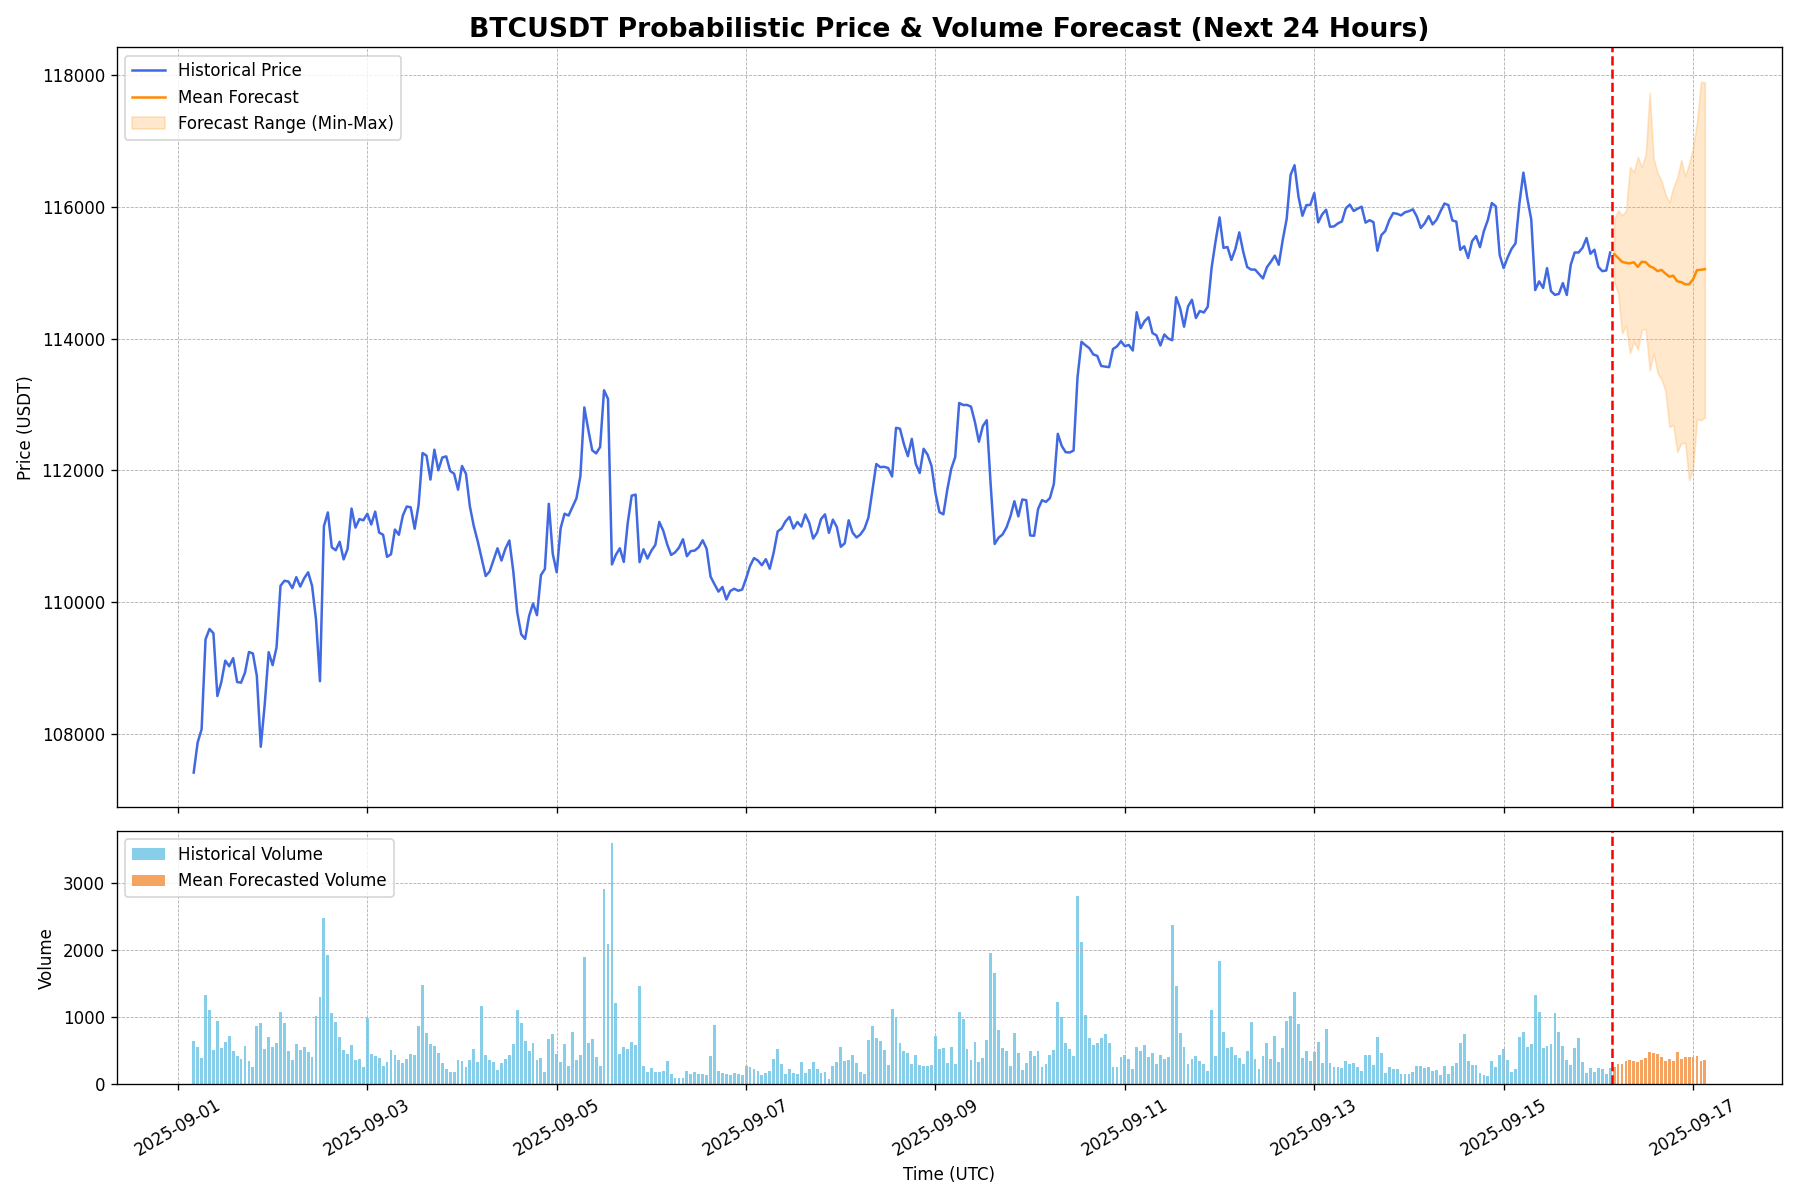 BTCUSDT Probabilistic Price & Volume Forecast (Next 24 Hours)
Historical Price
Mean Forecast
Forecast Range (Min-Max)
118000
116000
114000
112000
110000
108000
Price (USDT)
Historical Volume
Mean Forecasted Volume
3000
2000
1000
0
Volume
2025-09-01
2025-09-03
2025-09-05
2025-09-07
2025-09-09
2025-09-11
2025-09-13
2025-09-15
2025-09-17
Time (UTC)